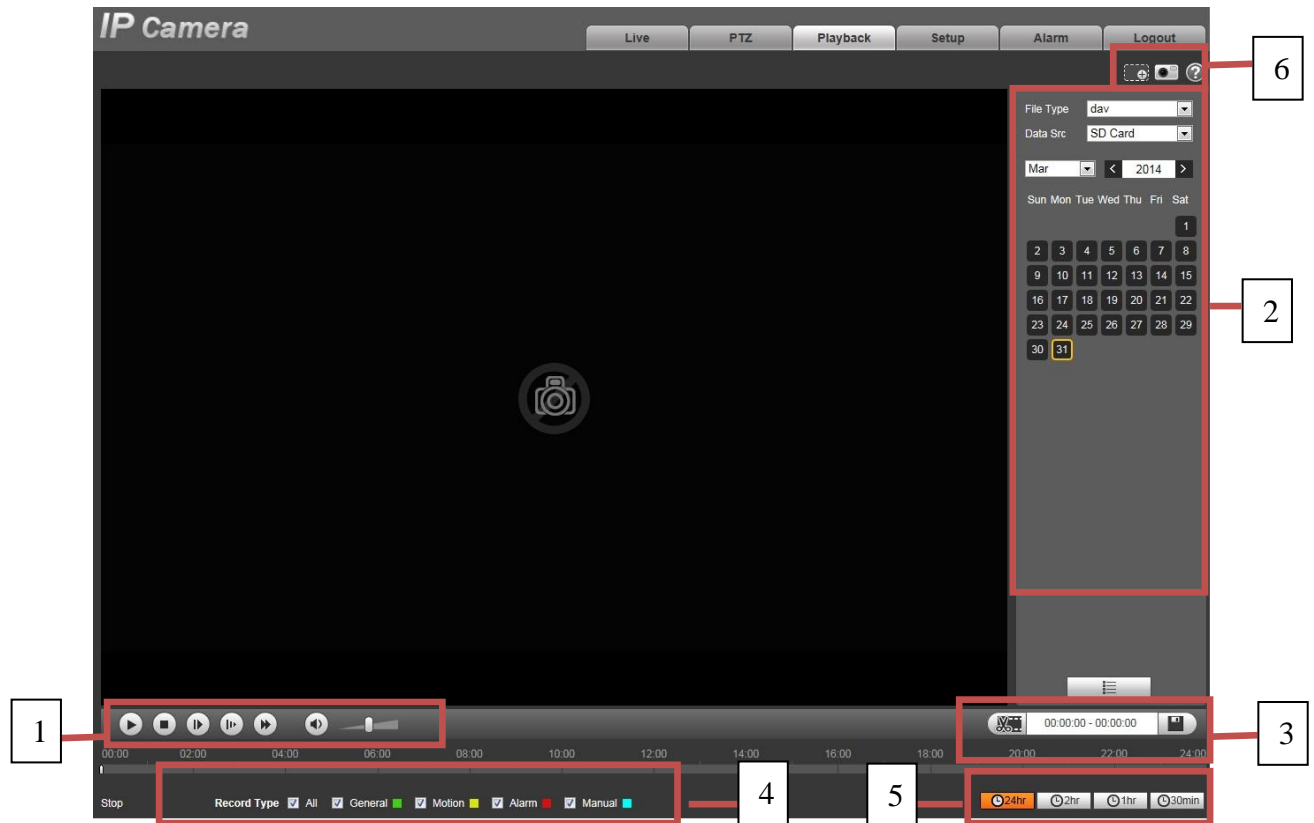 IP Camera
Live PTZ Playback Setup Alarm Logout
6
File Type dav
Data Src SD Card
Mar 2014
Sun Mon Tue Wed Thu Fri Sat
1
2 3 4 5 6 7 8
9 10 11 12 13 14 15
16 17 18 19 20 21 22
2
23 24 25 26 27 28 29
30 31
1
00:00:00 - 00:00:00
3
00:00 02:00 04:00 06:00 08:00 10:00 12:00 14:00 16:00 18:00 20:00 22:00 24:00
Stop Record Type All General Motion Alarm Manual
4
5
24hr 2hr 1hr 30min